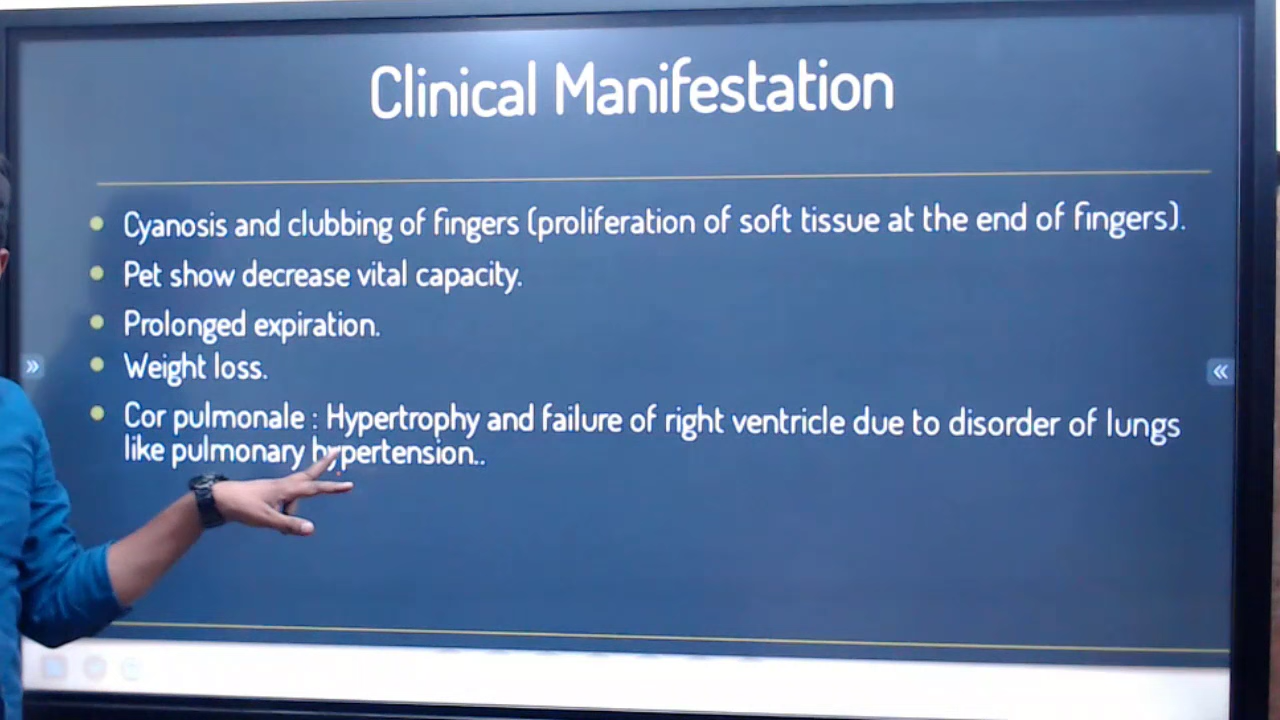 Clinical Manifestation
Cyanosis and clubbing of fingers (proliferation of soft tissue at the end of fingers).
Pet show decrease vital capacity.
Prolonged expiration.
Weight loss.
Cor pulmonale : Hypertrophy and failure of right ventricle due to disorder of lungs
like pulmonary hypertension..